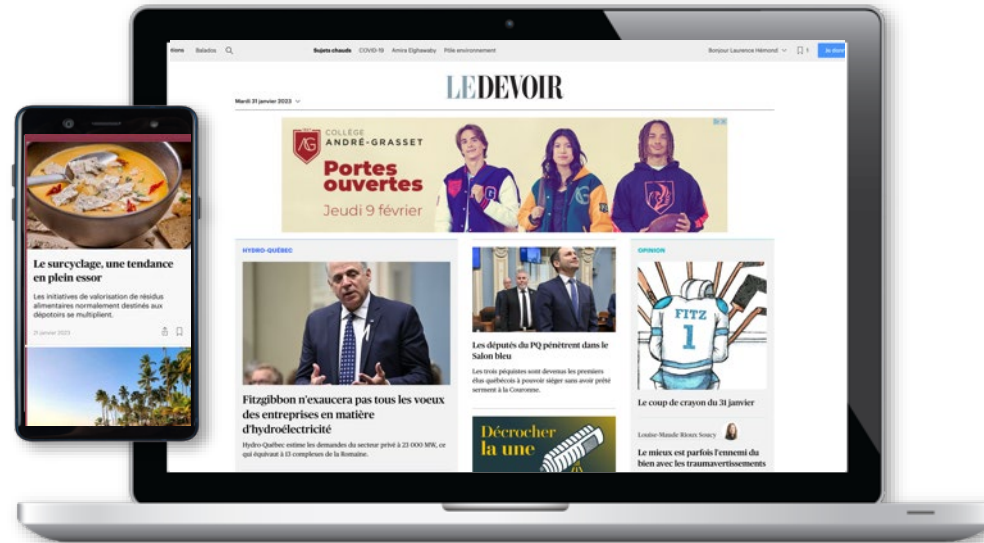 Balados
Sujets chauds COVID-19 Amira Elghawaby Pôle environnement
Bonjour Laurence Hémond
1
LE DEVOIR
Mardi 31 janvier 2023
COLLÈGE
ANDRÉ-GRASSET
AG
Portes
ouvertes
Jeudi 9 février
G
G
HYDRO-QUÉBEC
Fitzgibbon n'exaucera pas tous les voeux
des entreprises en matière
d'hydroélectricité
Hydro-Québec estime les demandes du secteur privé à 23 000 MW, ce
qui équivaut à 13 complexes de la Romaine.
Les députés du PQ pénètrent dans le
Salon bleu
Les trois péquistes sont devenus les premiers
élus québécois à pouvoir siéger sans avoir prêté
serment à la Couronne.
Décrocher
la une
OPINION
FITZ
1
Le coup de crayon du 31 janvier
Louise-Maude Rioux Soucy
Le mieux est parfois l'ennemi du
bien avec les traumavertissements
Le surcyclage, une tendance
en plein essor
Les initiatives de valorisation de résidus
alimentaires normalement destinés aux
dépotoirs se multiplient.
21 janvier 2023